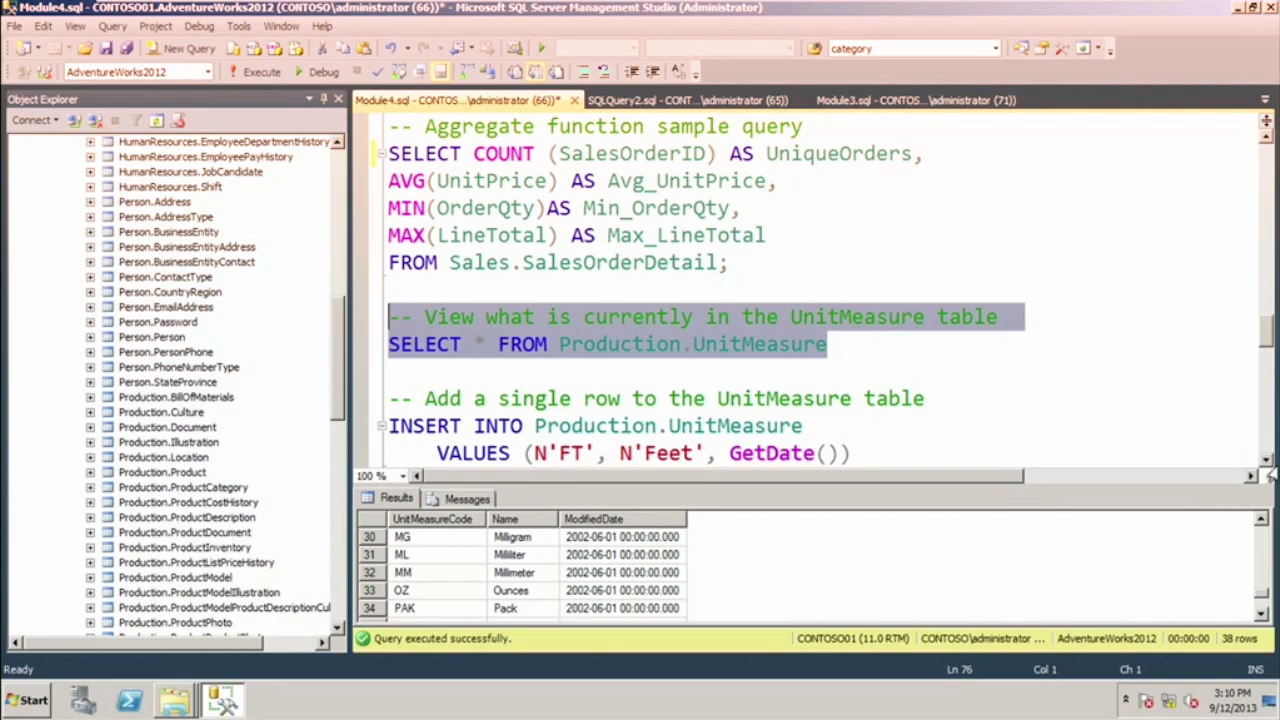 Module4.sql - CONTOSO01.AdventureWorks2012 (CONTOSO\administrator (66))* - Microsoft SQL Server Management Studio (Administrator)
File Edit View Query Project Debug Tools Window Help
New Query category
AdventureWorks2012 Execute Debug
Object Explorer
Connect
HumanResources.EmployeeDepartmentHistory
HumanResources.EmployeePayHistory
HumanResources.JobCandidate
HumanResources.Shift
Person.Address
Person.AddressType
Person.BusinessEntity
Person.BusinessEntityAddress
Person.BusinessEntityContact
Person.ContactType
Person.CountryRegion
Person.EmailAddress
Person.Password
Person.Person
Person.PersonPhone
Person.PhoneNumberType
Person.StateProvince
Production.BillOfMaterials
Production.Culture
Production.Document
Production.Illustration
Production.Location
Production.Product
Production.ProductCategory
Production.ProductCostHistory
Production.ProductDescription
Production.ProductDocument
Production.ProductInventory
Production.ProductListPriceHistory
Production.ProductModel
Production.ProductModelIllustration
Production.ProductModelProductDescriptionCul
Production.ProductPhoto
Module4.sql - CONTOS...\administrator (66))* SQLQuery2.sql - CONT...\administrator (65)) Module3.sql - CONTOS...\administrator (71))
-- Aggregate function sample query
SELECT COUNT (SalesOrderID) AS UniqueOrders,
AVG(UnitPrice) AS Avg_UnitPrice,
MIN(OrderQty)AS Min_OrderQty,
MAX(LineTotal) AS Max_LineTotal
FROM Sales.SalesOrderDetail;
-- View what is currently in the UnitMeasure table
SELECT * FROM Production.UnitMeasure
-- Add a single row to the UnitMeasure table
INSERT INTO Production.UnitMeasure
VALUES (N'FT', N'Feet', GetDate())
100 %
Results Messages
UnitMeasureCode Name ModifiedDate
30 MG Milligram 2002-06-01 00:00:00.000
31 ML Milliliter 2002-06-01 00:00:00.000
32 MM Millimeter 2002-06-01 00:00:00.000
33 OZ Ounces 2002-06-01 00:00:00.000
34 PAK Pack 2002-06-01 00:00:00.000
Query executed successfully. CONTOSO01 (11.0 RTM) CONTOSO\administrator ... AdventureWorks2012 00:00:00 38 rows
Ready Ln 76 Col 1 Ch 1 INS
Start 3:10 PM
9/12/2013